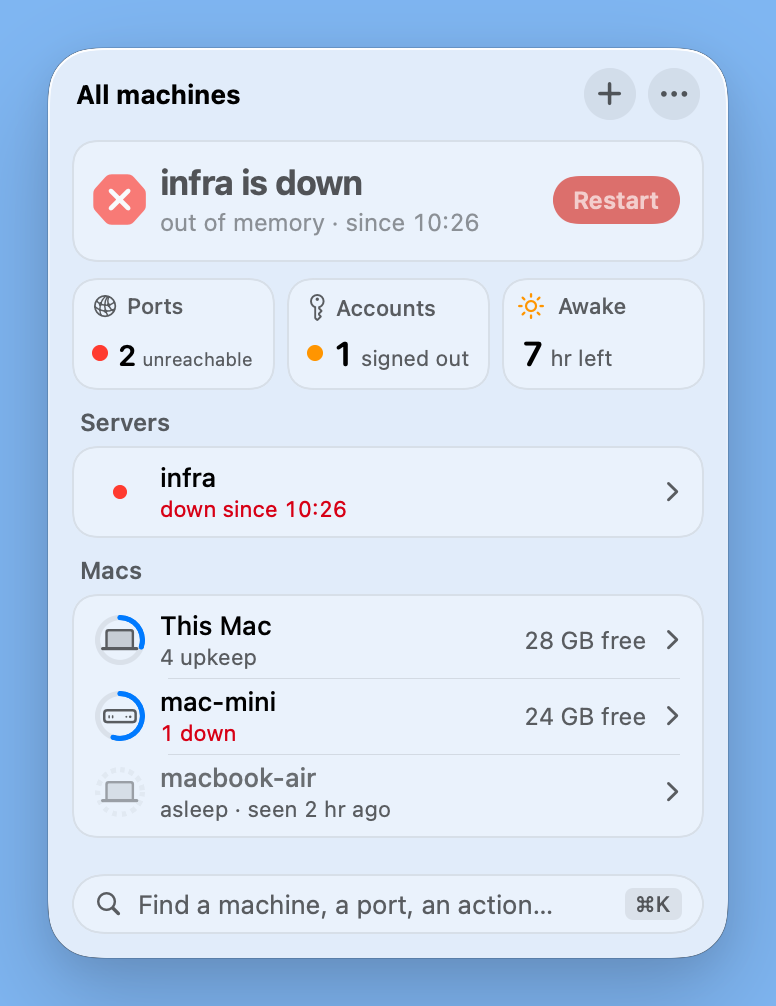 All machines
infra is down
out of memory · since 10:26
Restart
Ports
2 unreachable
Accounts
1 signed out
Awake
7 hr left
Servers
infra
down since 10:26
Macs
This Mac
4 upkeep
28 GB free
mac-mini
1 down
24 GB free
macbook-air
asleep · seen 2 hr ago
Find a machine, a port, an action...
⌘K